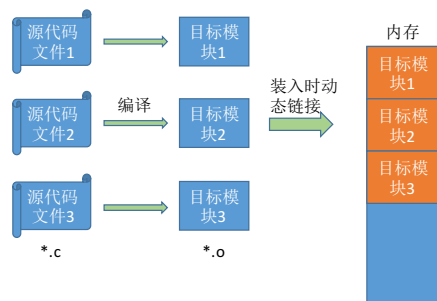 源代码
文件1
目标模
块1
内存
目标模
块1
源代码
文件2
编译
目标模
块2
装入时动
态链接
目标模
块2
源代码
文件3
目标模
块3
目标模
块3
*.c
*.o